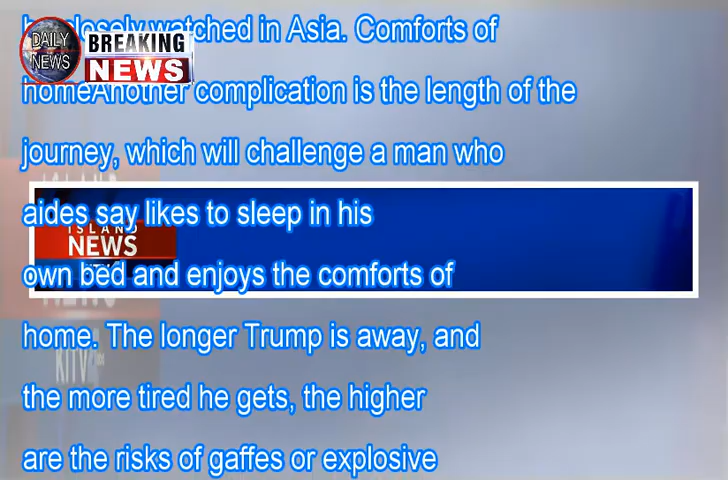 be closely watched in Asia. Comforts of
DAILY
NEWS
BREAKING
NEWS
homeAnother complication is the length of the
journey, which will challenge a man who
aides say likes to sleep in his
ISLAND
NEWS
own bed and enjoys the comforts of
home. The longer Trump is away, and
KITV
the more tired he gets, the higher
are the risks of gaffes or explosive